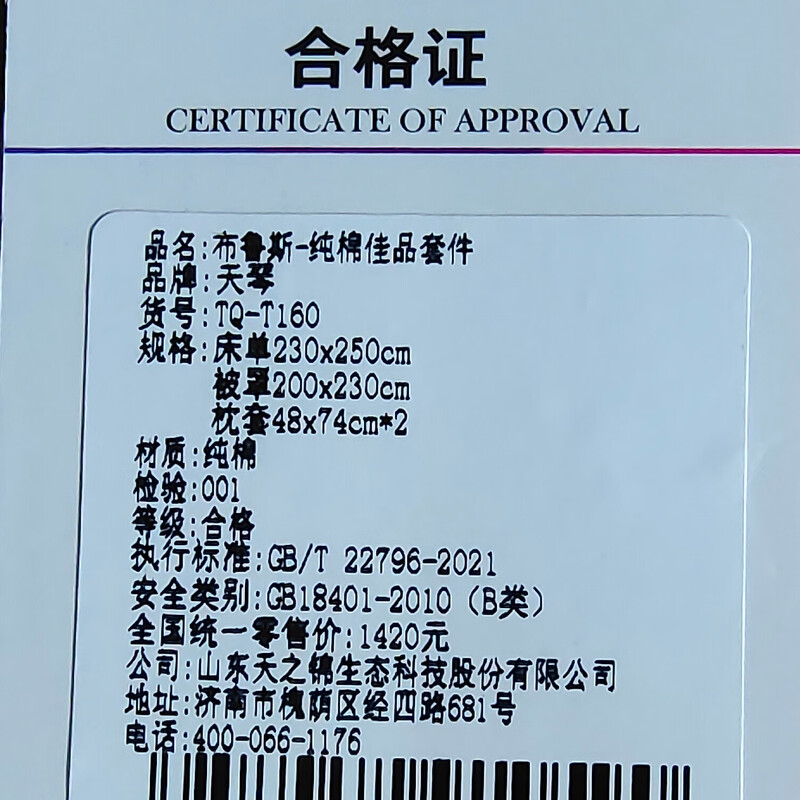 合格证
CERTIFICATE OF APPROVAL
品名:布鲁斯-纯棉佳品套件
品牌:天琴
货号:TQ-T160
规格:床单230x250cm
被罩200x230cm
枕套48x74cm*2
材质:纯棉
检验:001
等级:合格
执行标准:GB/T 22796-2021
安全类别:GB18401-2010（B类）
全国统一零售价:1420元
公司:山东天之锦生态科技股份有限公司
地址:济南市槐荫区经四路681号
电话:400-066-1176